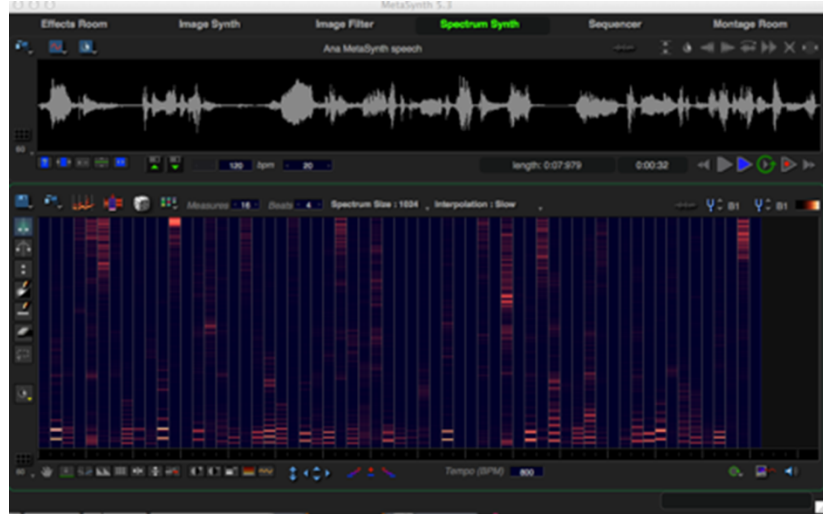 MetaSynth 5.3
Effects Room Image Synth Image Filter Spectrum Synth Sequencer Montage Room
Ana MetaSynth speech
120 bpm 20 length: 0:07:979 0:00:32
Measures 16 Beats 4 Spectrum Size : 1024 Interpolation : Slow B1 B1
Tempo (BPM) 800